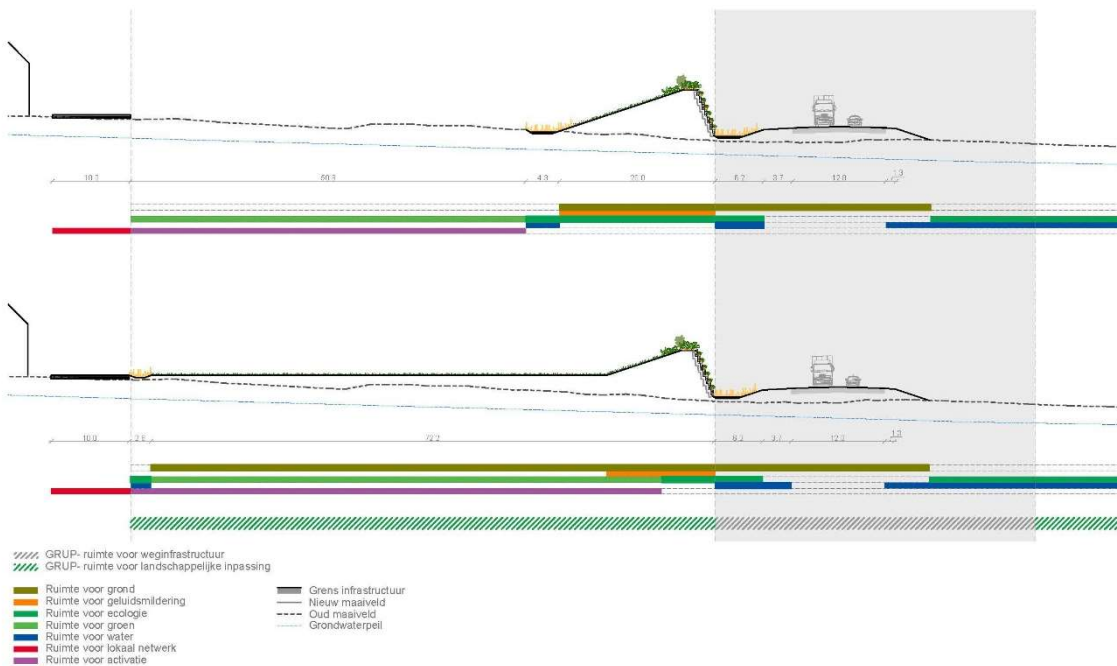 10.0 50.3 4.3 20.0 6.2 3.7 12.0 1.3
10.0 2.6 72.2 6.2 3.7 12.0 1.3
GRUP- ruimte voor weginfrastructuur
GRUP- ruimte voor landschappelijke inpassing
Ruimte voor grond
Ruimte voor geluidsmildering
Ruimte voor ecologie
Ruimte voor groen
Ruimte voor water
Ruimte voor lokaal netwerk
Ruimte voor activatie
Grens infrastructuur
Nieuw maaiveld
Oud maaiveld
Grondwaterpeil